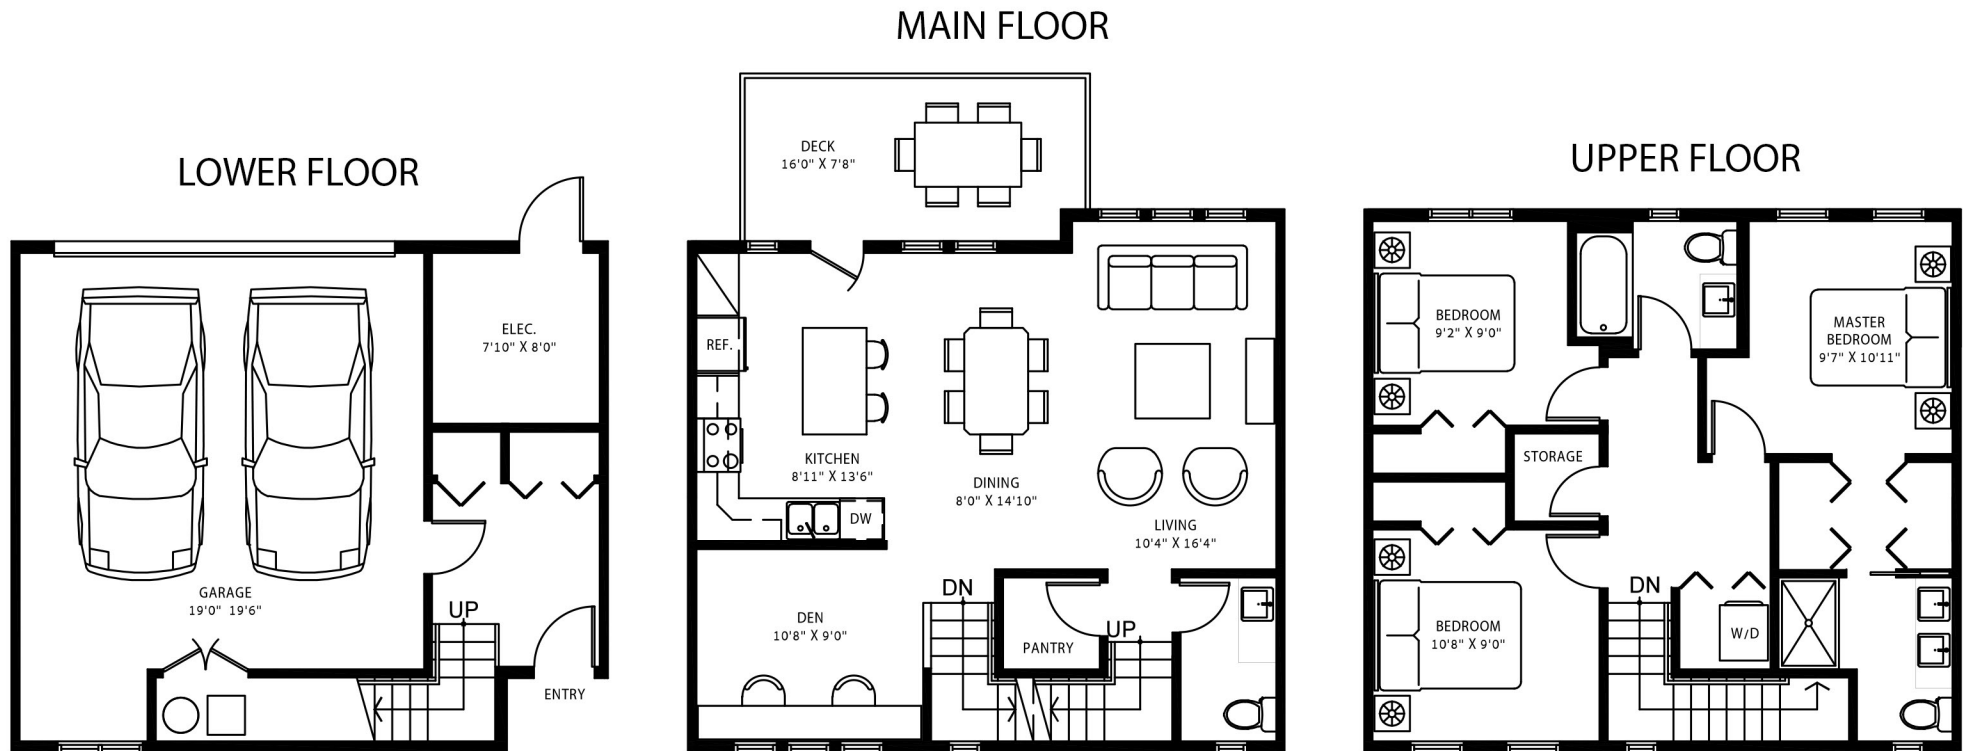 MAIN FLOOR
LOWER FLOOR
UPPER FLOOR
DECK
16'0" X 7'8"
ELEC.
7'10" X 8'0"
GARAGE
19'0" 19'6"
UP
ENTRY
REF.
KITCHEN
8'11" X 13'6"
DW
DINING
8'0" X 14'10"
LIVING
10'4" X 16'4"
DEN
10'8" X 9'0"
DN
PANTRY
UP
BEDROOM
9'2" X 9'0"
MASTER
BEDROOM
9'7" X 10'11"
STORAGE
DN
BEDROOM
10'8" X 9'0"
W/D